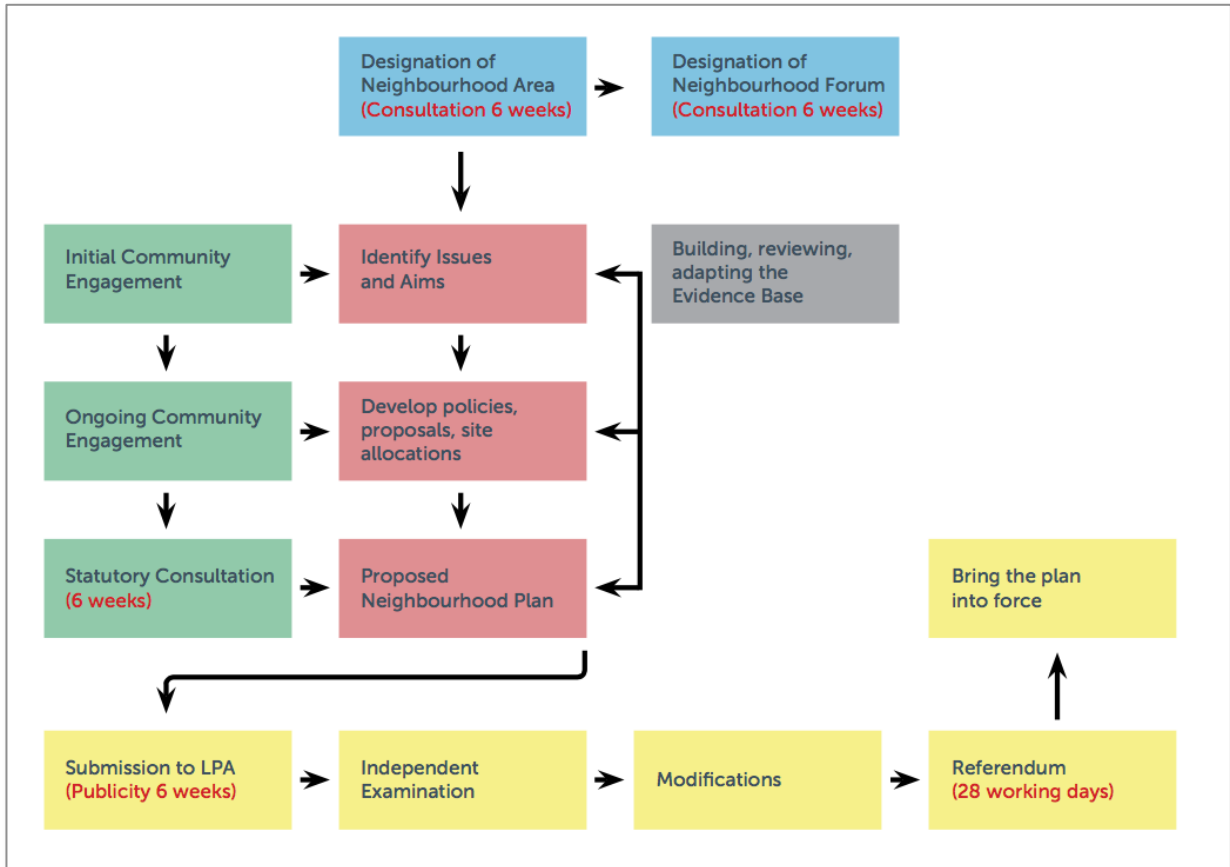 Designation of
Neighbourhood Area
(Consultation 6 weeks)
Designation of
Neighbourhood Forum
(Consultation 6 weeks)
Initial Community
Engagement
Identify Issues
and Aims
Building, reviewing,
adapting the
Evidence Base
Ongoing Community
Engagement
Develop policies,
proposals, site
allocations
Statutory Consultation
(6 weeks)
Proposed
Neighbourhood Plan
Bring the plan
into force
Submission to LPA
(Publicity 6 weeks)
Independent
Examination
Modifications
Referendum
(28 working days)